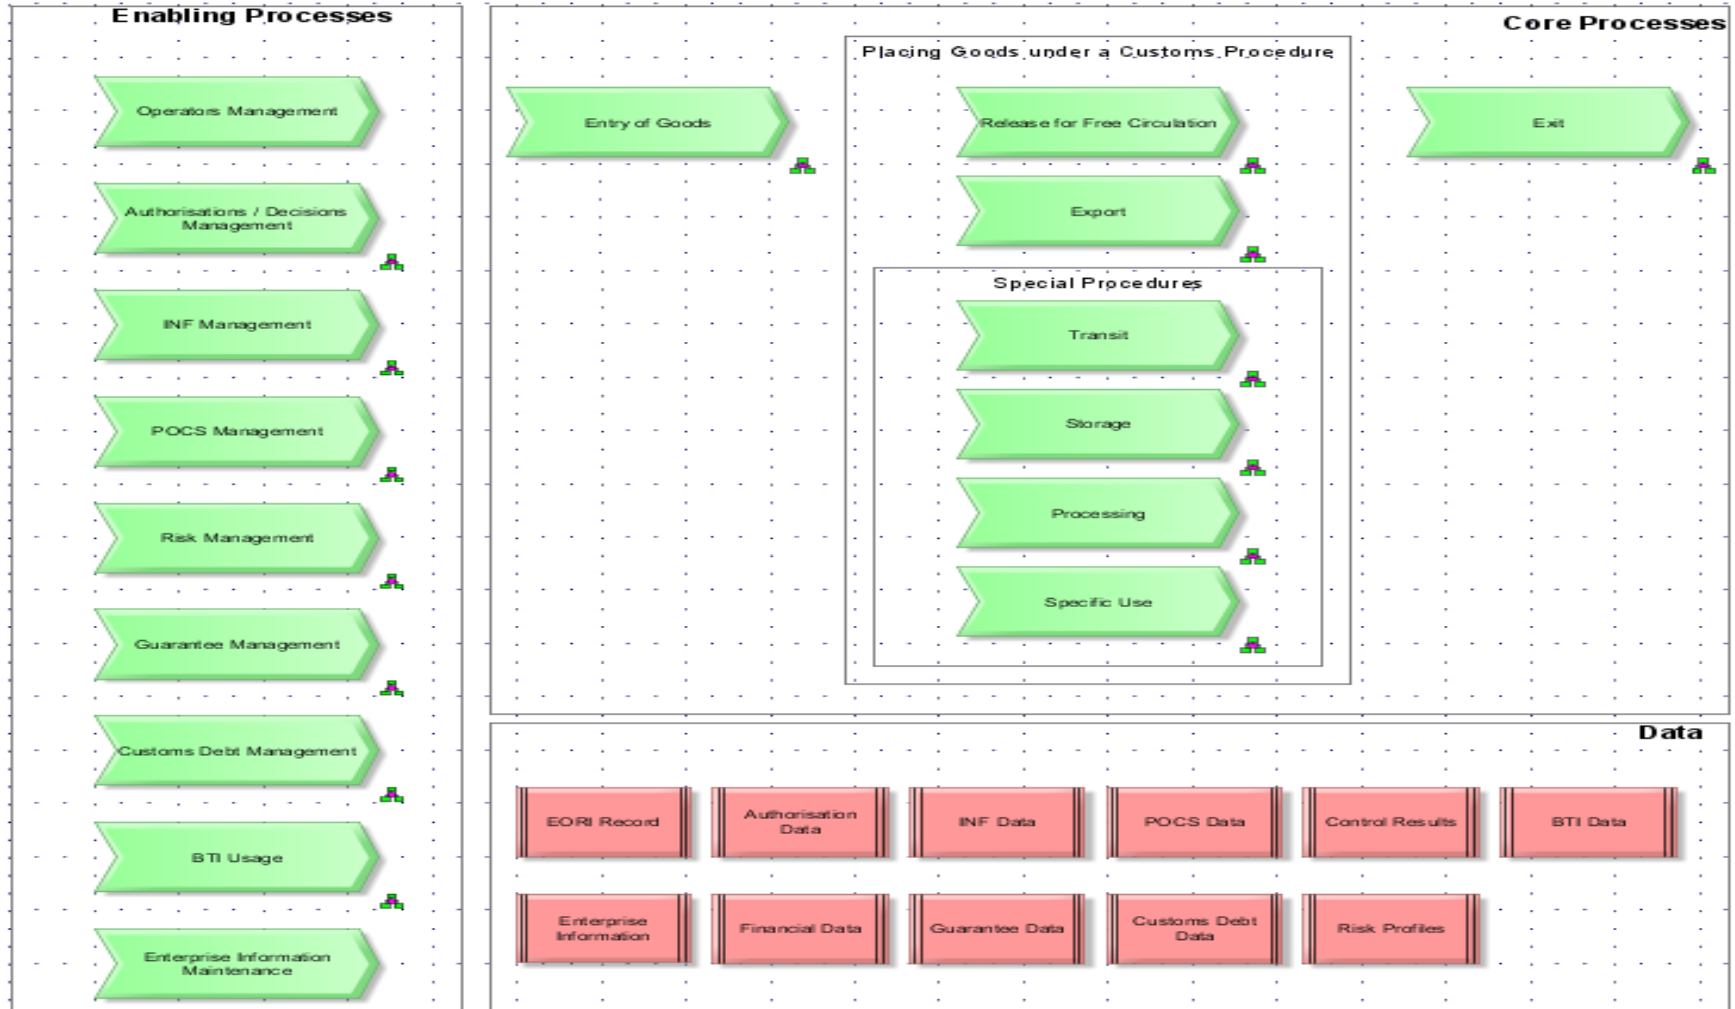 Enabling Processes
Operators Management
Authorisations / Decisions
Management
INF Management
POCS Management
Risk Management
Guarantee Management
Customs Debt Management
BTI Usage
Enterprise Information
Maintenance
Core Processes
Entry of Goods
Placing Goods under a Customs Procedure
Release for Free Circulation
Export
Special Procedures
Transit
Storage
Processing
Specific Use
Exit
Data
EORI Record
Authorisation
Data
INF Data
POCS Data
Control Results
BTI Data
Enterprise
Information
Financial Data
Guarantee Data
Customs Debt
Data
Risk Profiles